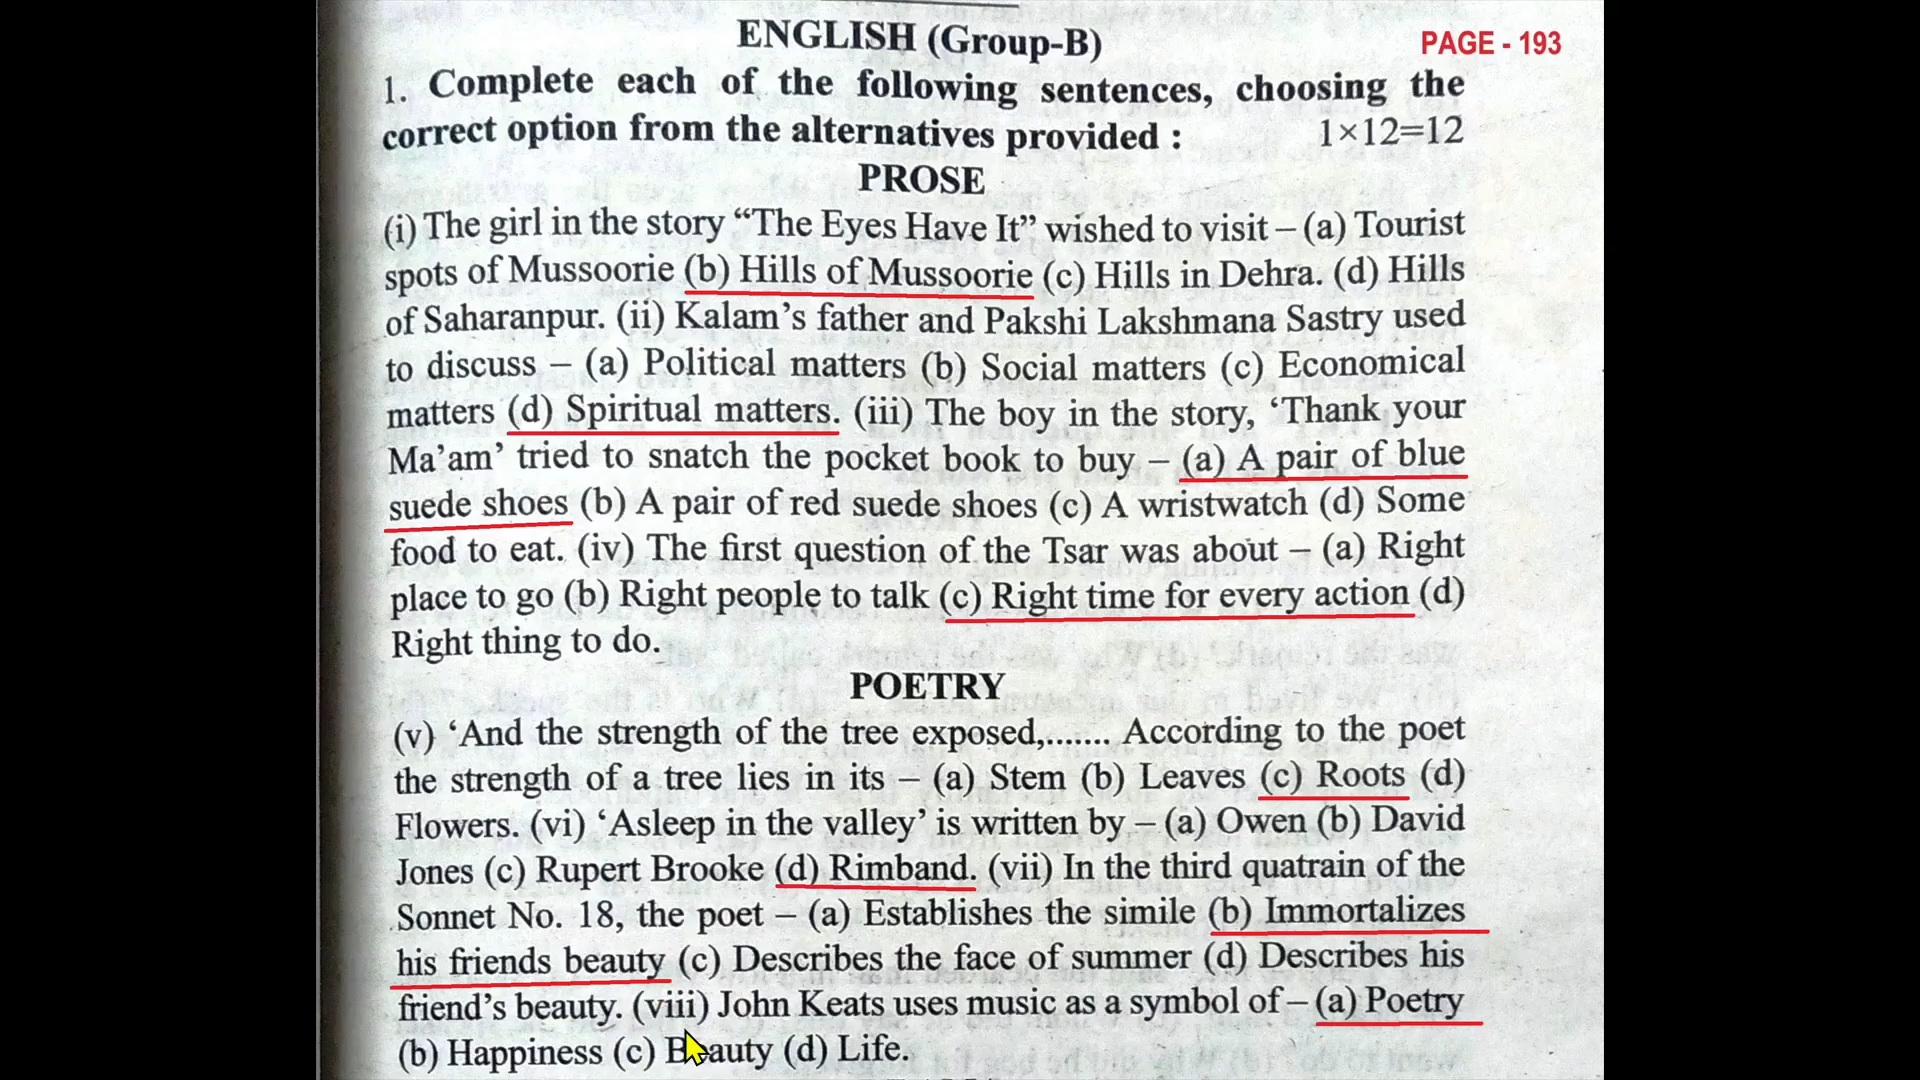 ENGLISH (Group-B)
PAGE - 193
1. Complete each of the following sentences, choosing the
correct option from the alternatives provided : 1×12=12
PROSE
(i) The girl in the story “The Eyes Have It” wished to visit – (a) Tourist
spots of Mussoorie (b) Hills of Mussoorie (c) Hills in Dehra. (d) Hills
of Saharanpur. (ii) Kalam’s father and Pakshi Lakshmana Sastry used
to discuss – (a) Political matters (b) Social matters (c) Economical
matters (d) Spiritual matters. (iii) The boy in the story, ‘Thank your
Ma’am’ tried to snatch the pocket book to buy – (a) A pair of blue
suede shoes (b) A pair of red suede shoes (c) A wristwatch (d) Some
food to eat. (iv) The first question of the Tsar was about – (a) Right
place to go (b) Right people to talk (c) Right time for every action (d)
Right thing to do.
POETRY
(v) ‘And the strength of the tree exposed,....... According to the poet
the strength of a tree lies in its – (a) Stem (b) Leaves (c) Roots (d)
Flowers. (vi) ‘Asleep in the valley’ is written by – (a) Owen (b) David
Jones (c) Rupert Brooke (d) Rimband. (vii) In the third quatrain of the
Sonnet No. 18, the poet – (a) Establishes the simile (b) Immortalizes
his friends beauty (c) Describes the face of summer (d) Describes his
friend’s beauty. (viii) John Keats uses music as a symbol of – (a) Poetry
(b) Happiness (c) Beauty (d) Life.